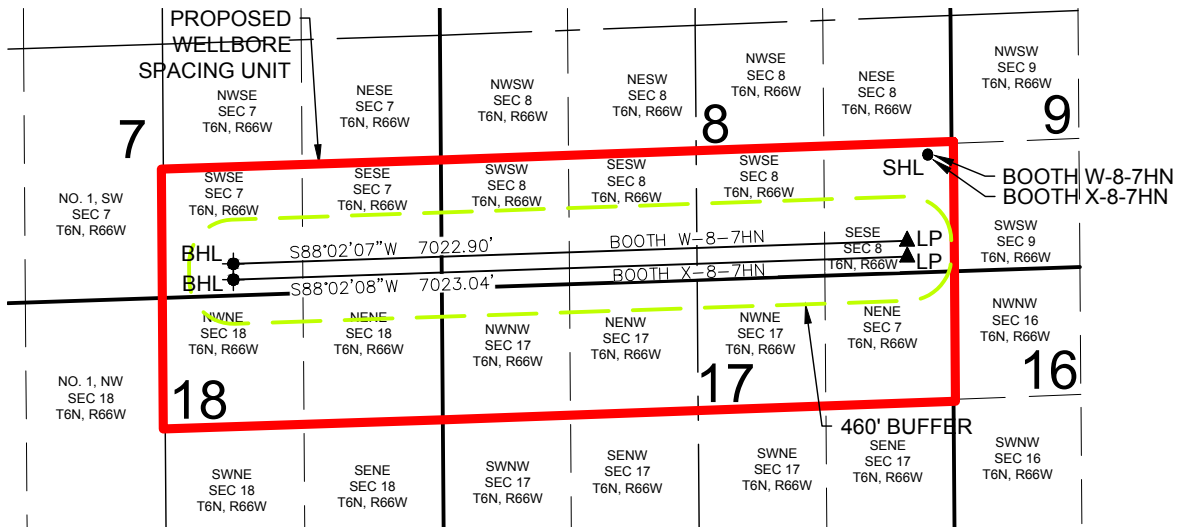 PROPOSED
WELLBORE
SPACING UNIT
NWSE
SEC 7
T6N, R66W
NESE
SEC 7
T6N, R66W
NWSW
SEC 8
T6N, R66W
NESW
SEC 8
T6N, R66W
NWSE
SEC 8
T6N, R66W
NESE
SEC 8
T6N, R66W
NWSW
SEC 9
T6N, R66W
7
8
9
NO. 1, SW
SEC 7
T6N, R66W
SWSE
SEC 7
T6N, R66W
SESE
SEC 7
T6N, R66W
SWSW
SEC 8
T6N, R66W
SESW
SEC 8
T6N, R66W
SWSE
SEC 8
T6N, R66W
SHL
BOOTH W-8-7HN
BOOTH X-8-7HN
SESE
SEC 8
T6N, R66W
SWSW
SEC 9
T6N, R66W
BHL
S88°02'07"W 7022.90'
BOOTH W-8-7HN
LP
BHL
S88°02'08"W 7023.04'
BOOTH X-8-7HN
LP
NO. 1, NW
SEC 18
T6N, R66W
NWNE
SEC 18
T6N, R66W
NENE
SEC 18
T6N, R66W
NWNW
SEC 17
T6N, R66W
NENW
SEC 17
T6N, R66W
NWNE
SEC 17
T6N, R66W
NENE
SEC 7
T6N, R66W
NWNW
SEC 16
T6N, R66W
18
17
16
460' BUFFER
SWNE
SEC 18
T6N, R66W
SENE
SEC 18
T6N, R66W
SWNW
SEC 17
T6N, R66W
SENW
SEC 17
T6N, R66W
SWNE
SEC 17
T6N, R66W
SENE
SEC 17
T6N, R66W
SWNW
SEC 16
T6N, R66W